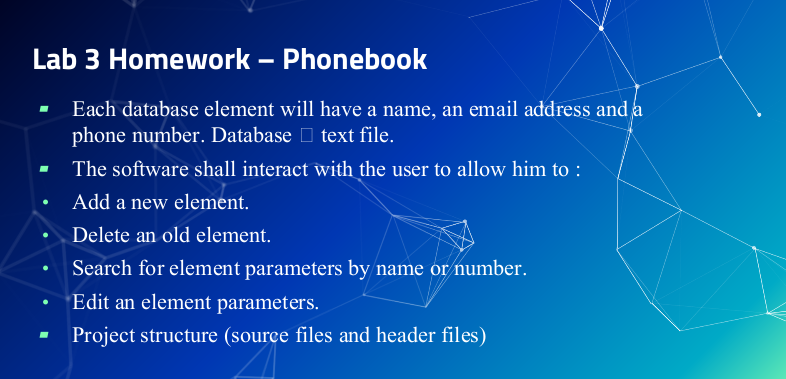 Lab 3 Homework – Phonebook
Each database element will have a name, an email address and a
phone number. Database  text file.
The software shall interact with the user to allow him to :
Add a new element.
Delete an old element.
Search for element parameters by name or number.
Edit an element parameters.
Project structure (source files and header files)